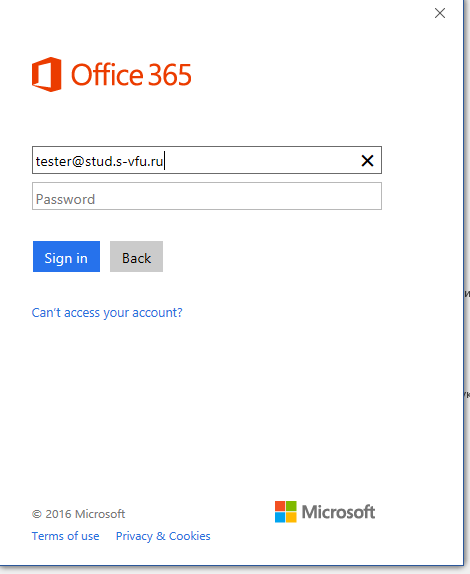 Office 365
tester@stud.s-vfu.ru
Password
Sign in Back
Can't access your account?
© 2016 Microsoft
Microsoft
Terms of use Privacy & Cookies